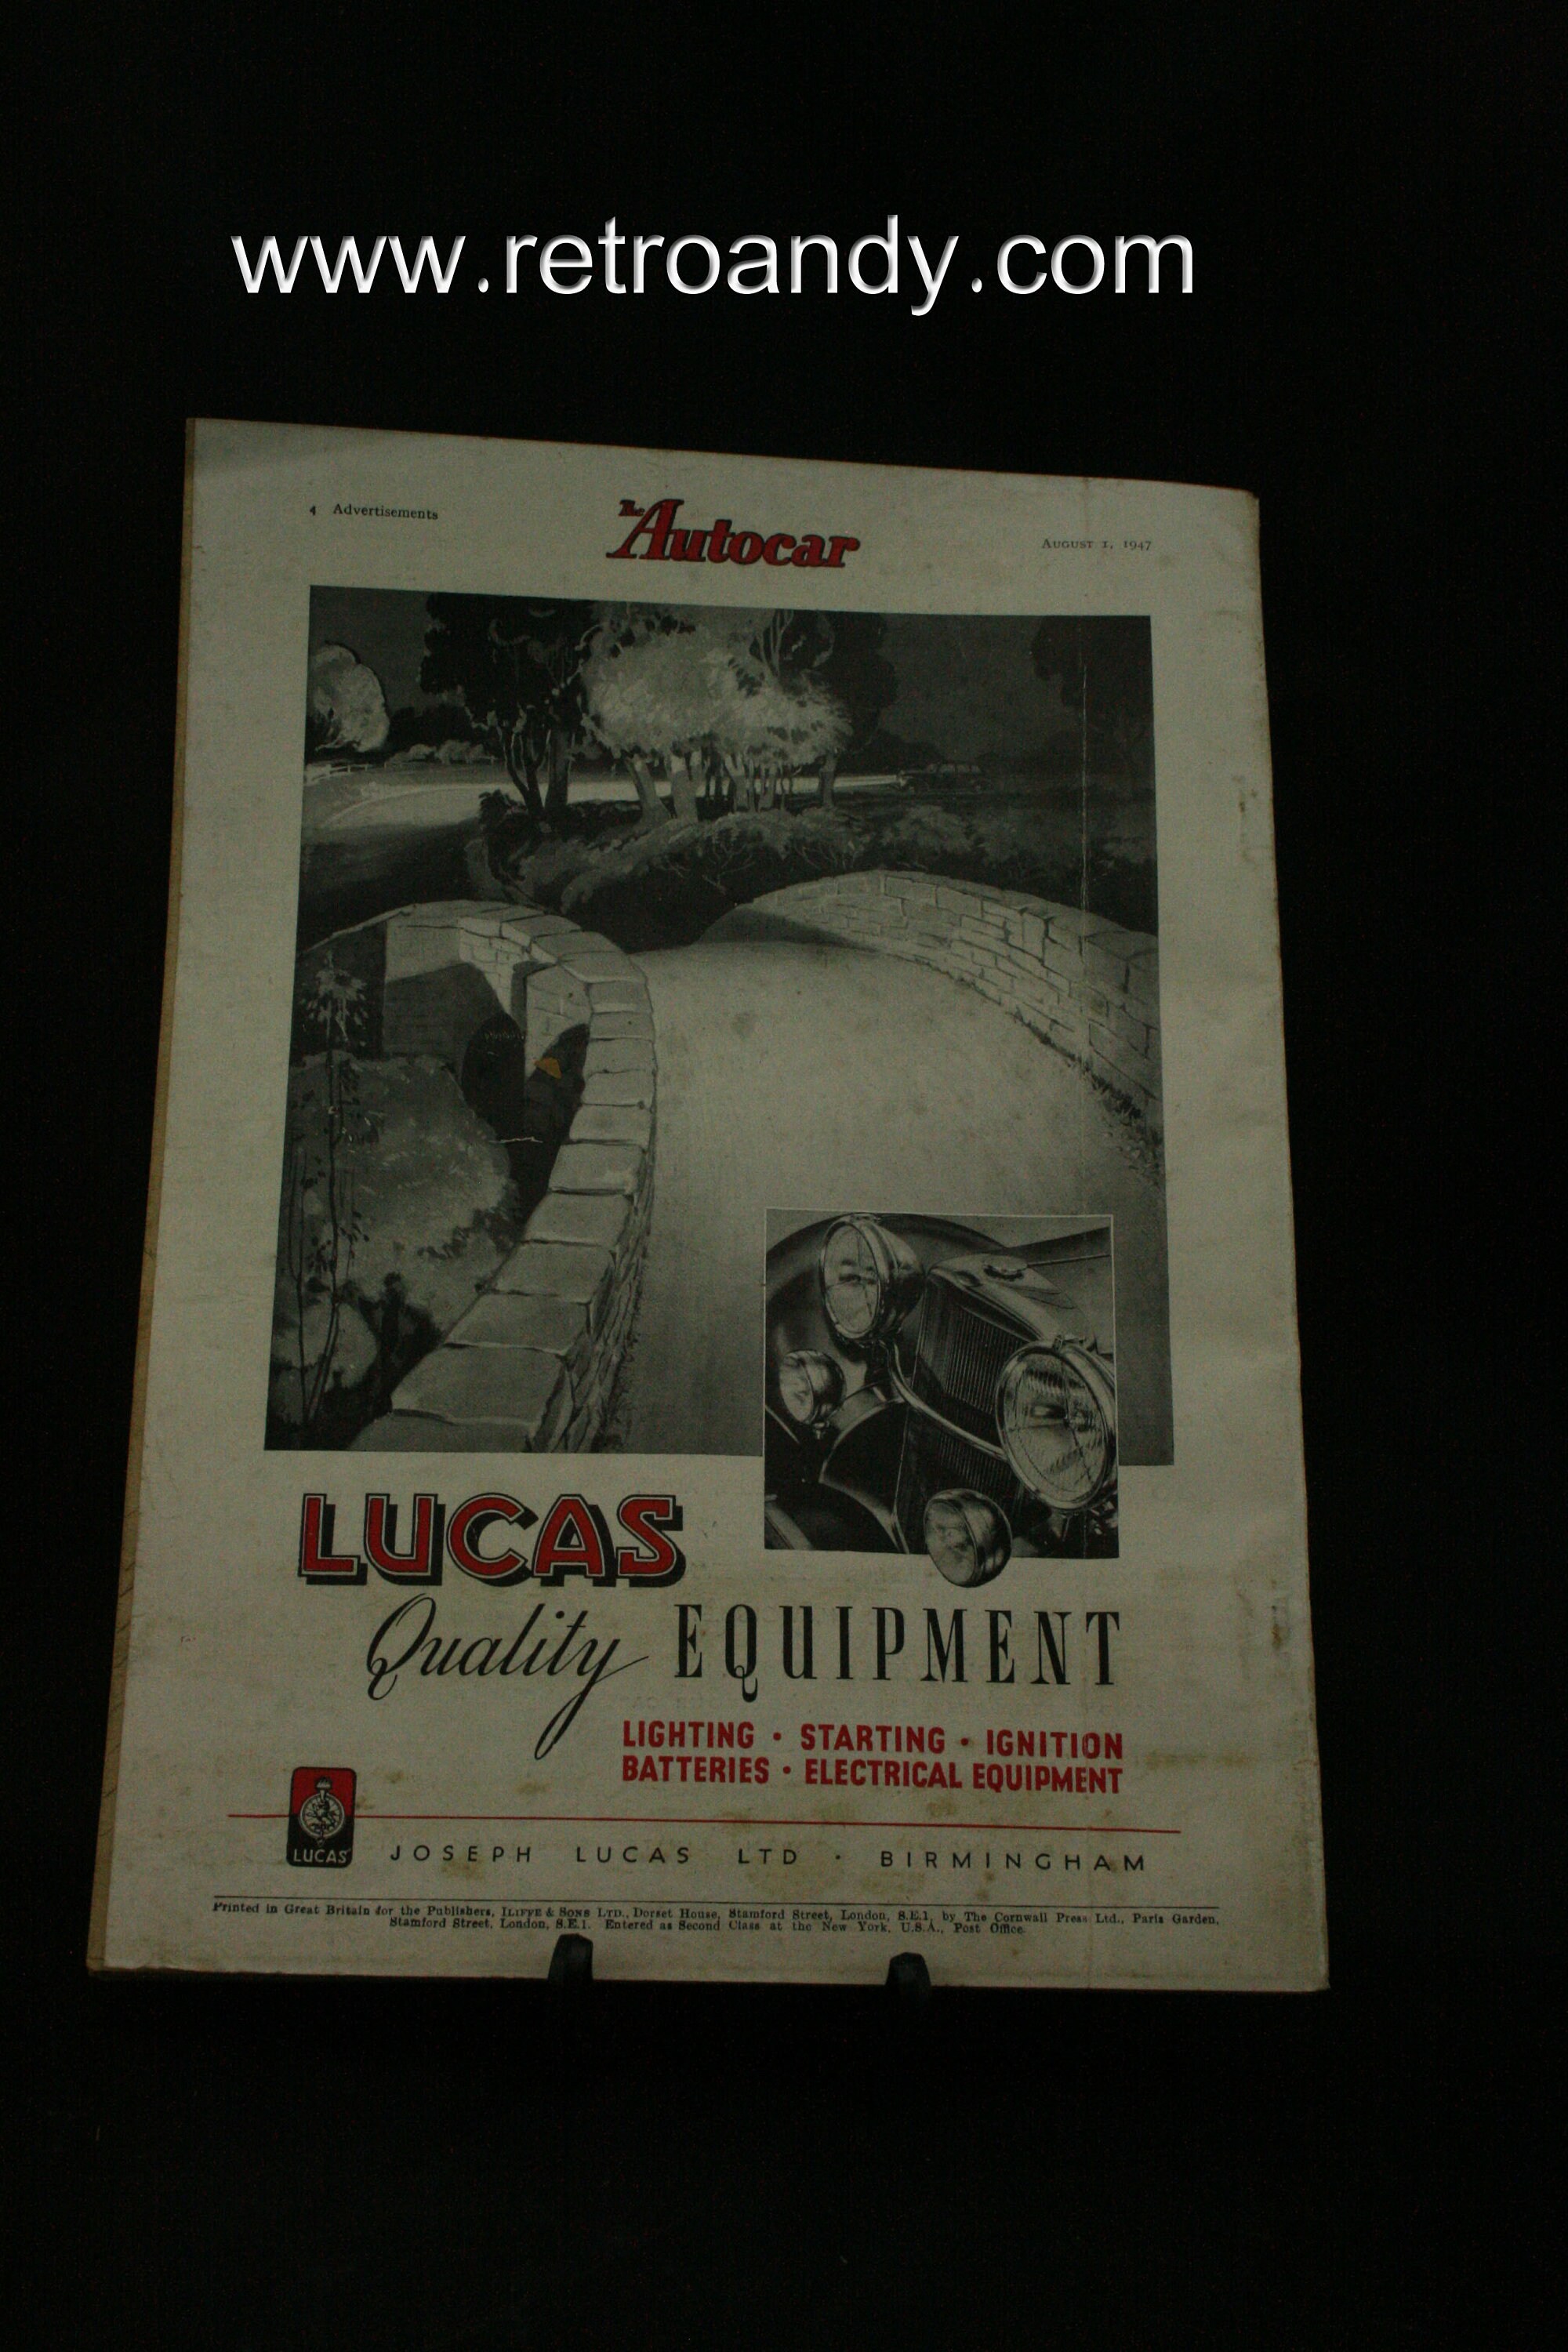 www.retroandy.com
4 Advertisements
The Autocar
AUGUST 1, 1947
LUCAS
Quality EQUIPMENT
LIGHTING · STARTING · IGNITION
BATTERIES · ELECTRICAL EQUIPMENT
LUCAS
JOSEPH LUCAS LTD · BIRMINGHAM
Printed in Great Britain for the Publishers, ILIFFE & SONS LTD., Dorset House, Stamford Street, London, S.E.1, by The Cornwall Press Ltd., Paris Garden,
Stamford Street, London, S.E.1. Entered as Second Class at the New York, U.S.A., Post Office.